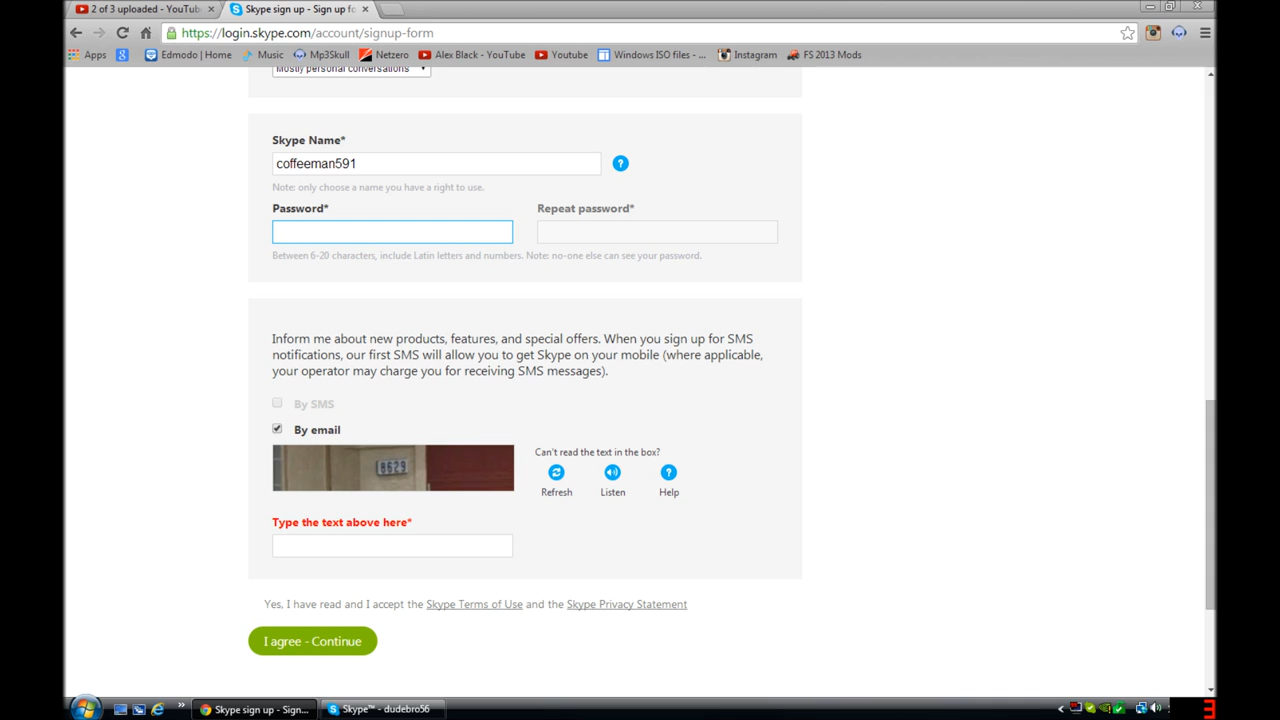 2 of 3 uploaded - YouTub
Skype sign up - Sign up fo
https://login.skype.com/account/signup-form
Apps
Edmodo | Home
Music
Mp3Skull
Netzero
Alex Black - YouTube
Youtube
Windows ISO files - ...
Instagram
FS 2013 Mods
Mostly personal conversations
Skype Name*
coffeeman591
Note: only choose a name you have a right to use.
Password*
Repeat password*
Between 6-20 characters, include Latin letters and numbers. Note: no-one else can see your password.
Inform me about new products, features, and special offers. When you sign up for SMS
notifications, our first SMS will allow you to get Skype on your mobile (where applicable,
your operator may charge you for receiving SMS messages).
By SMS
By email
8629
Can't read the text in the box?
Refresh
Listen
Help
Type the text above here*
Yes, I have read and I accept the Skype Terms of Use and the Skype Privacy Statement
I agree - Continue
Skype sign up - Sign...
Skype™ - dudebro56
3